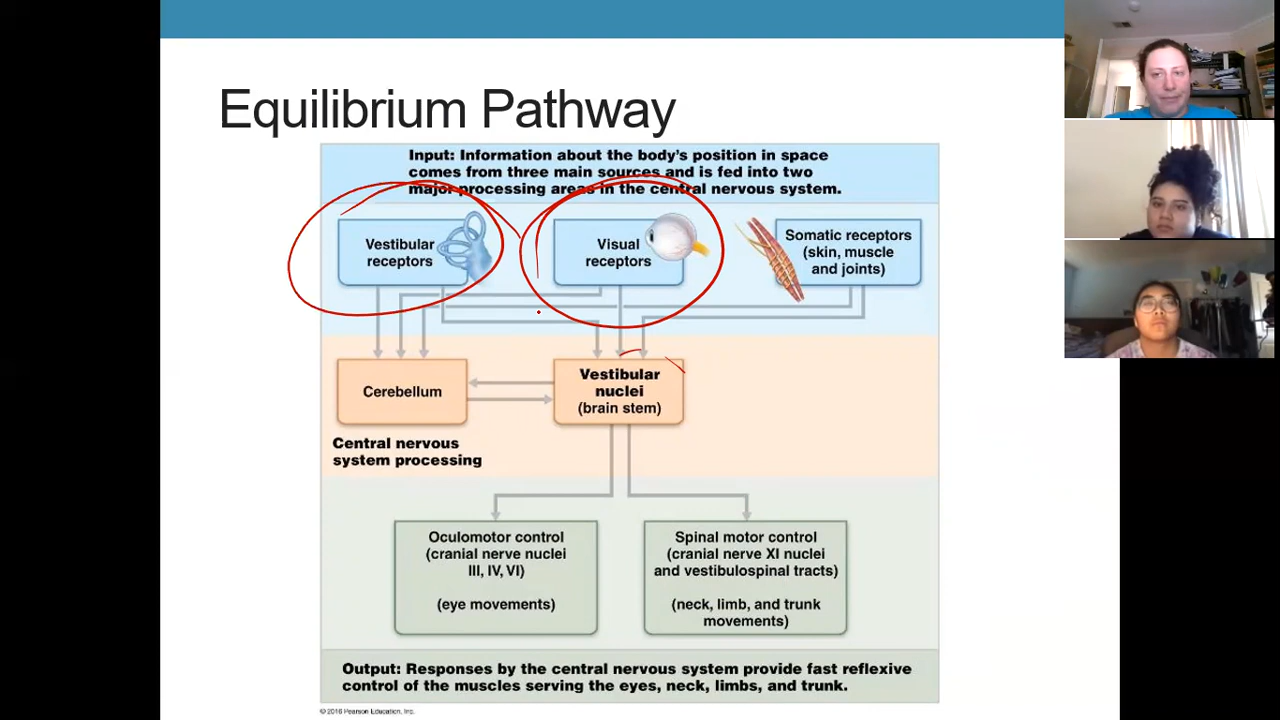 Equilibrium Pathway
Input: Information about the body's position in space
comes from three main sources and is fed into two
major processing areas in the central nervous system.
Vestibular
receptors
Visual
receptors
Somatic receptors
(skin, muscle
and joints)
Cerebellum
Vestibular
nuclei
(brain stem)
Central nervous
system processing
Oculomotor control
(cranial nerve nuclei
III, IV, VI)
(eye movements)
Spinal motor control
(cranial nerve XI nuclei
and vestibulospinal tracts)
(neck, limb, and trunk
movements)
Output: Responses by the central nervous system provide fast reflexive
control of the muscles serving the eyes, neck, limbs, and trunk.
© 2016 Pearson Education, Inc.